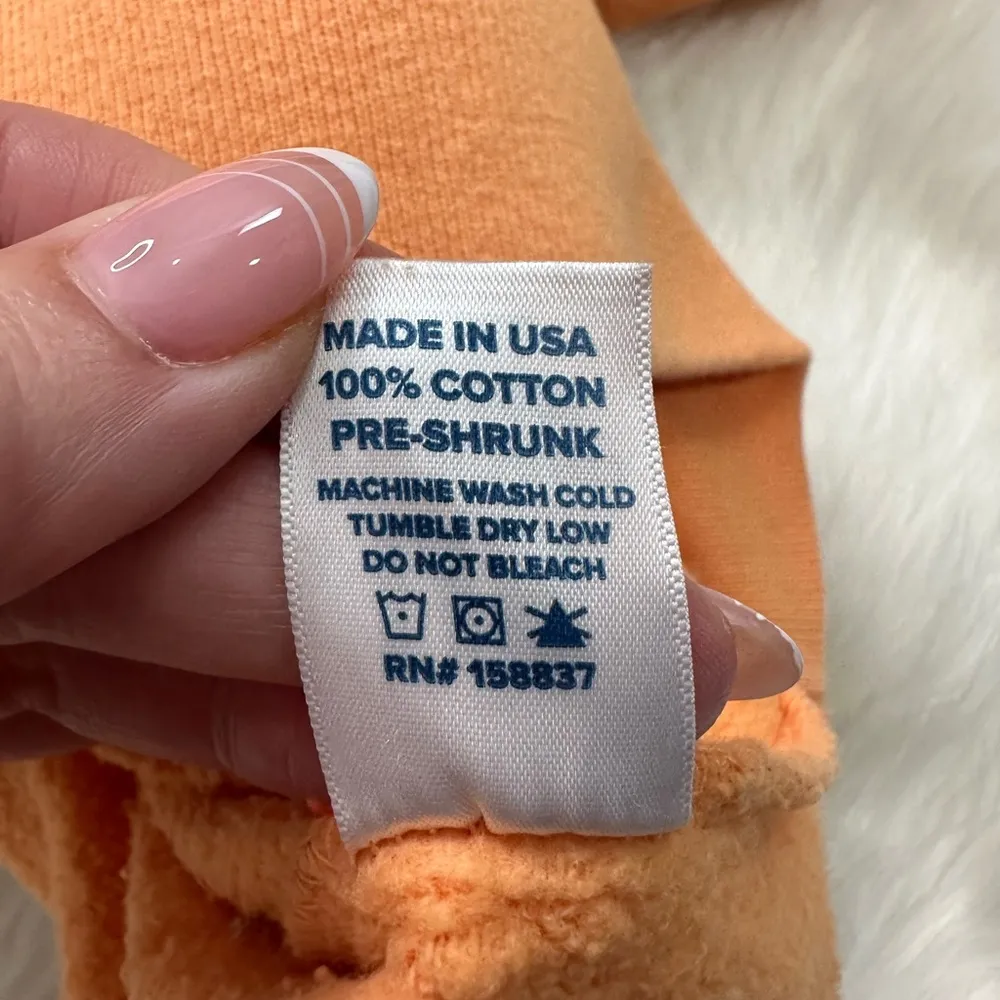 MADE IN USA
100% COTTON
PRE-SHRUNK
MACHINE WASH COLD
TUMBLE DRY LOW
DO NOT BLEACH
RN# 158837